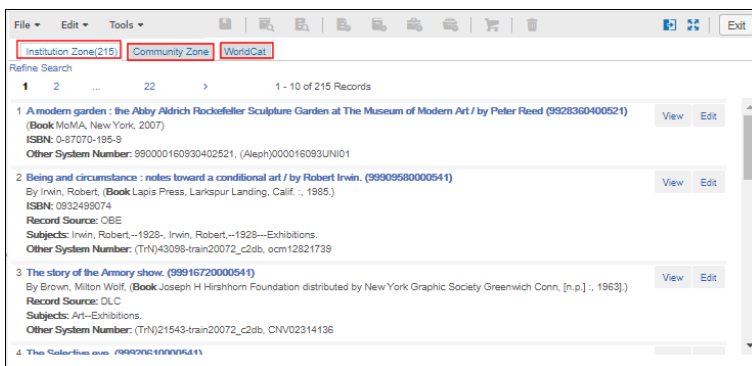 File Edit Tools Exit
Institution Zone(215) Community Zone WorldCat
Refine Search
1 2 ... 22 > 1 - 10 of 215 Records
1 A modern garden : the Abby Aldrich Rockefeller Sculpture Garden at The Museum of Modern Art / by Peter Reed (9928360400521) View Edit
(Book MoMA, New York, 2007)
ISBN: 0-87070-195-9
Other System Number: 990000160930402521, (Aleph)000016093UNI01
2 Being and circumstance : notes toward a conditional art / by Robert Irwin. (99909580000541) View Edit
By Irwin, Robert, (Book Lapis Press, Larkspur Landing, Calif. :, 1985.)
ISBN: 0932499074
Record Source: OBE
Subjects: Irwin, Robert,--1928-, Irwin, Robert,--1928---Exhibitions.
Other System Number: (TrN)43098-train20072_c2db, ocm12821739
3 The story of the Armory show. (99916720000541) View Edit
By Brown, Milton Wolf, (Book Joseph H Hirshhorn Foundation distributed by New York Graphic Society Greenwich Conn, [n.p.] :, 1963].)
Record Source: DLC
Subjects: Art--Exhibitions.
Other System Number: (TrN)21543-train20072_c2db, CNV02314136
4 The Selective eye. (99920610000541)